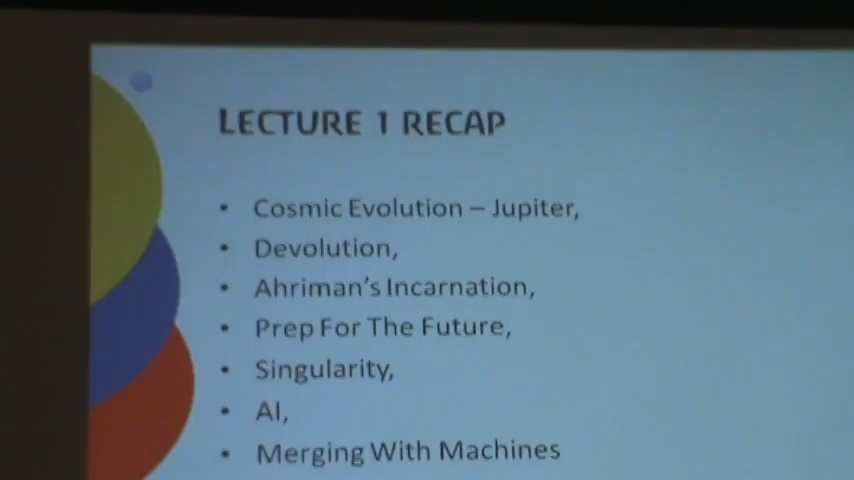 LECTURE 1 RECAP
• Cosmic Evolution – Jupiter,
• Devolution,
• Ahriman's Incarnation,
• Prep For The Future,
• Singularity,
• AI,
• Merging With Machines